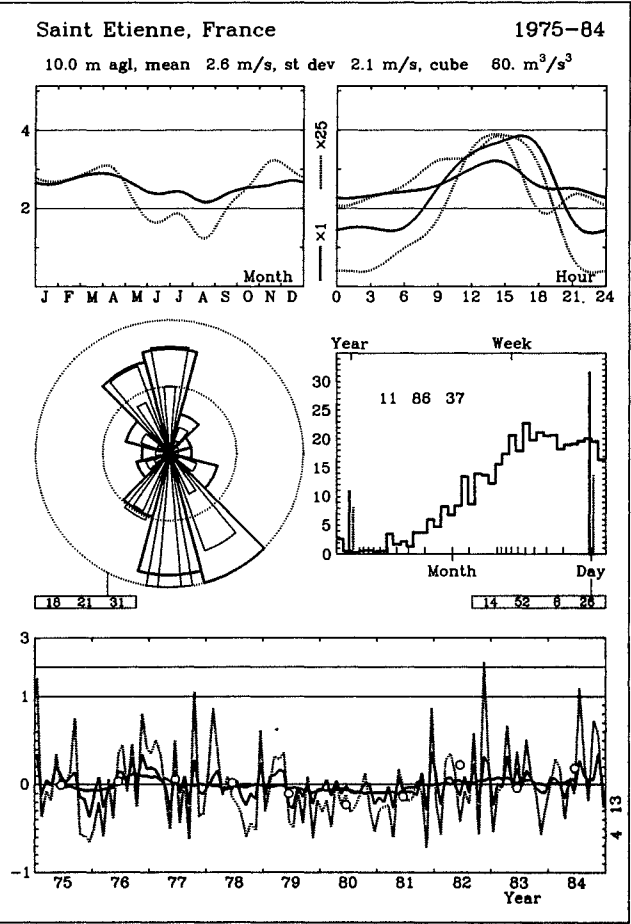 Saint Etienne, France 1975-84
10.0 m agl, mean 2.6 m/s, st dev 2.1 m/s, cube 60. m³/s³
4
2
x25
x1
Month
J F M A M J J A S O N D
Hour
0 3 6 9 12 15 18 21 24
Year Week
30
25
20
15
10
5
0
11 86 37
Month Day
18 21 31
14 52 6 28
3
1
0
-1
75 76 77 78 79 80 81 82 83 84
Year
4 13